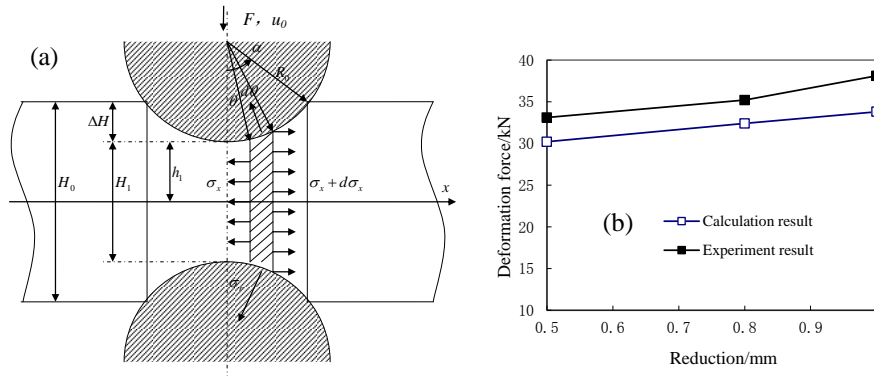 (a)
F, u₀
α
R₀
θ
dθ
ΔH
H₀
H₁
h₁
σₓ
σₓ + dσₓ
x
σᵣ
Deformation force/kN
40
35
30
25
20
15
10
(b)
Calculation result
Experiment result
0.5
0.6
0.7
0.8
0.9
Reduction/mm